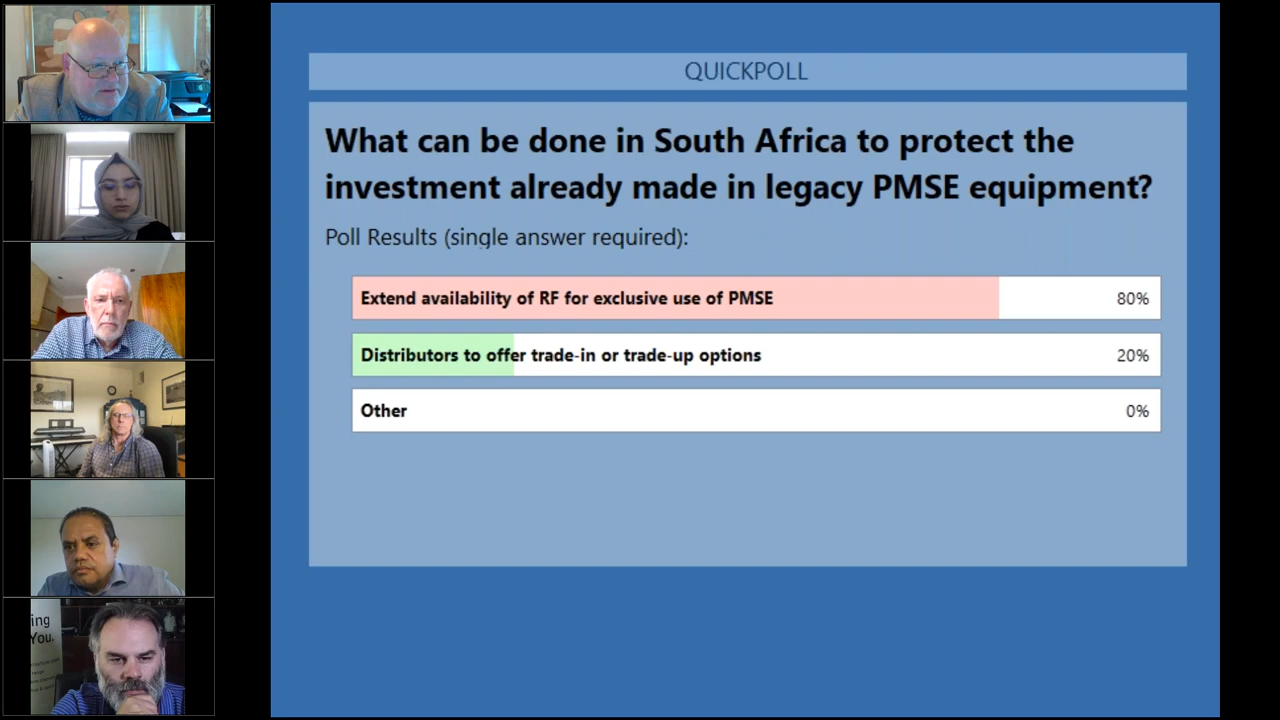 QUICKPOLL
What can be done in South Africa to protect the
investment already made in legacy PMSE equipment?
Poll Results (single answer required):
Extend availability of RF for exclusive use of PMSE 80%
Distributors to offer trade-in or trade-up options 20%
Other 0%
ing
You.